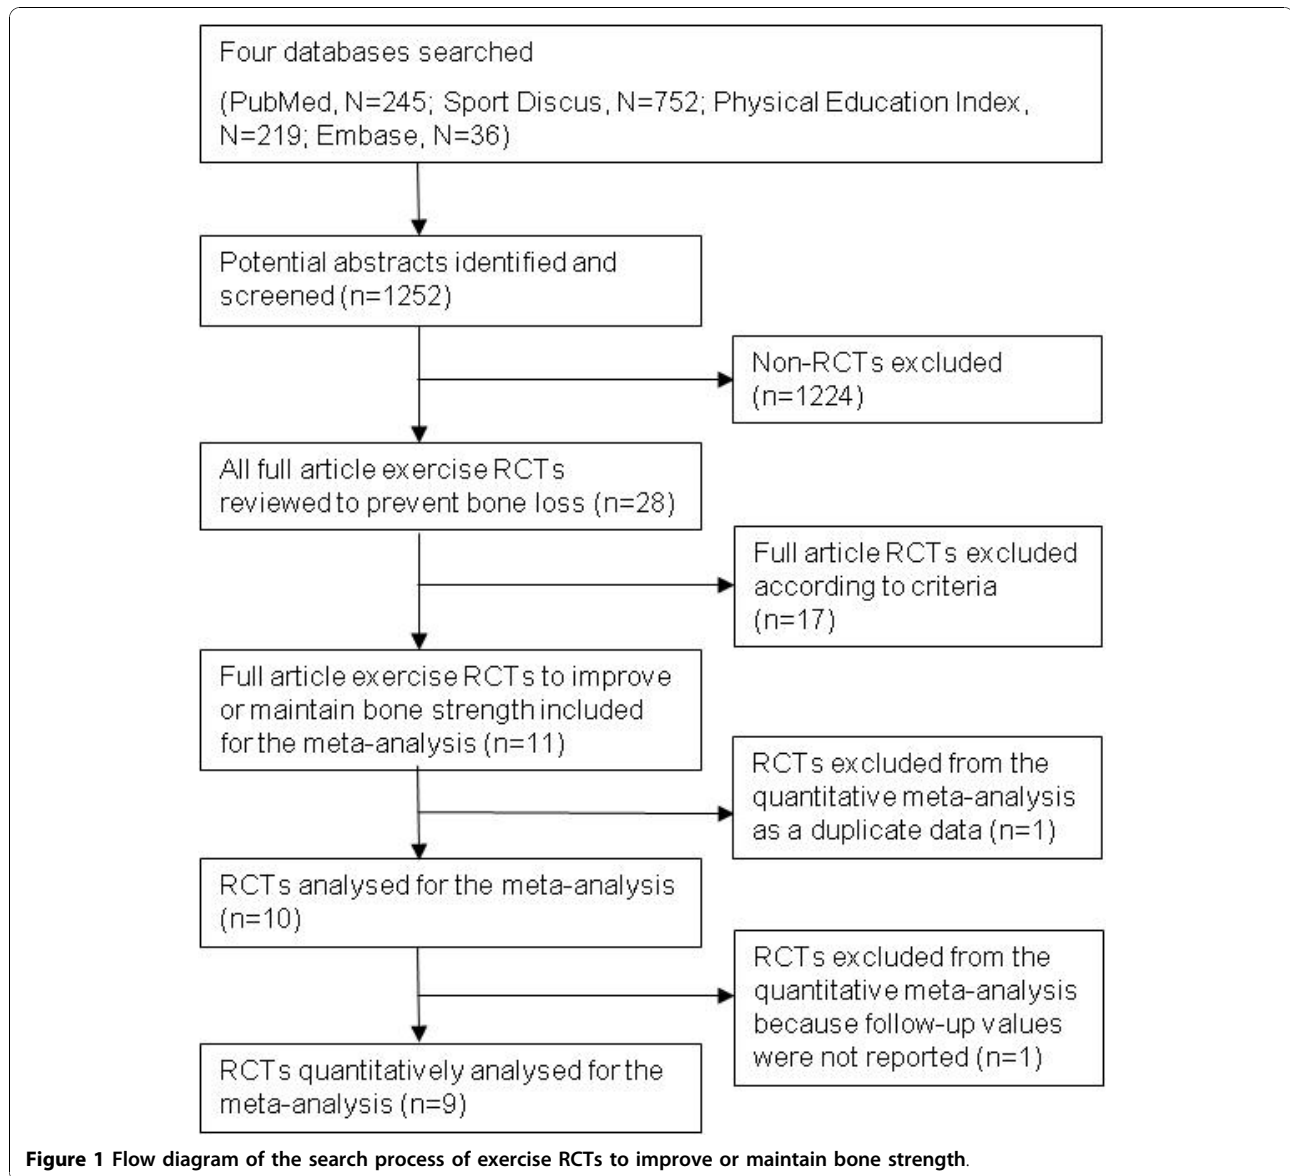 Four databases searched
(PubMed, N=245; Sport Discus, N=752; Physical Education Index,
N=219; Embase, N=36)
Potential abstracts identified and
screened (n=1252)
Non-RCTs excluded
(n=1224)
All full article exercise RCTs
reviewed to prevent bone loss (n=28)
Full article RCTs excluded
according to criteria
(n=17)
Full article exercise RCTs to improve
or maintain bone strength included
for the meta-analysis (n=11)
RCTs excluded from the
quantitative meta-analysis
as a duplicate data (n=1)
RCTs analysed for the meta-analysis
(n=10)
RCTs excluded from the
quantitative meta-analysis
because follow-up values
were not reported (n=1)
RCTs quantitatively analysed for the
meta-analysis (n=9)
Figure 1 Flow diagram of the search process of exercise RCTs to improve or maintain bone strength.